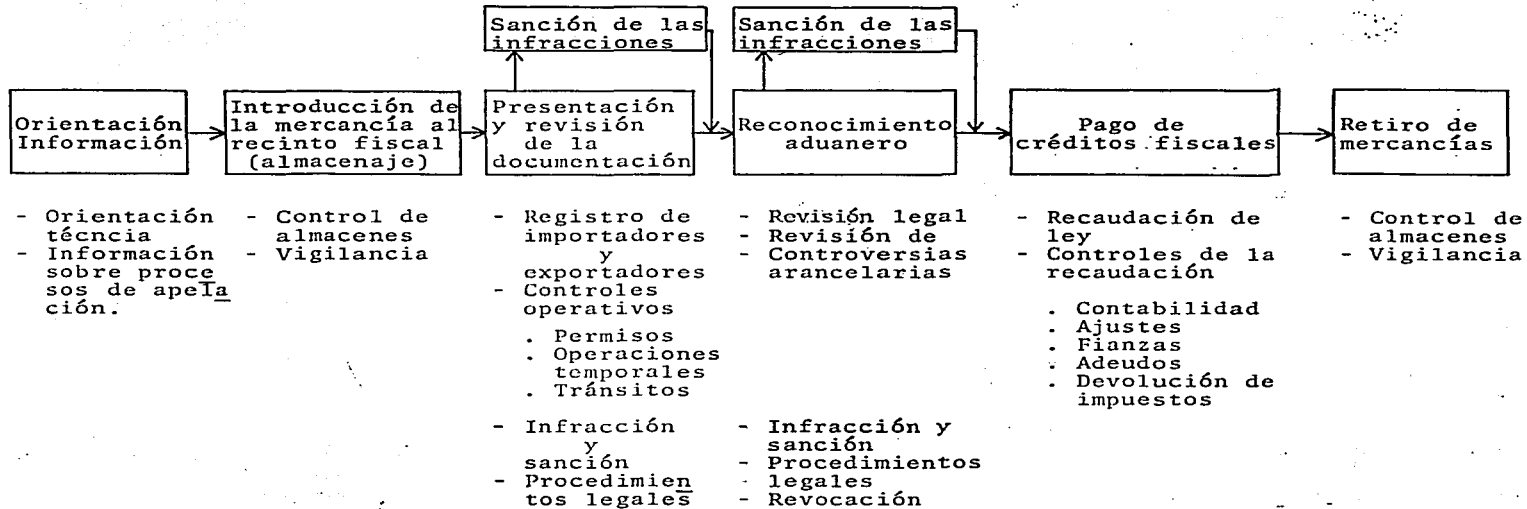 Sanción de las
infracciones
Sanción de las
infracciones
Orientación
Información
Introducción de
la mercancía al
recinto fiscal
(almacenaje)
Presentación
y revisión
de la
documentación
Reconocimiento
aduanero
Pago de
créditos fiscales
Retiro de
mercancías
- Orientación
técncia
- Información
sobre proce
sos de apela
ción.
- Control de
almacenes
- Vigilancia
- Registro de
importadores
y
exportadores
- Controles
operativos
. Permisos
. Operaciones
temporales
. Tránsitos
- Infracción
y
sanción
- Procedimien
tos legales
- Revisión legal
- Revisión de
- Controversias
arancelarias
- Infracción y
sanción
- Procedimientos
- legales
- Revocación
- Recaudación de
ley
- Controles de la
recaudación
. Contabilidad
. Ajustes
. Fianzas
. Adeudos
. Devolución de
impuestos
- Control de
almacenes
- Vigilancia